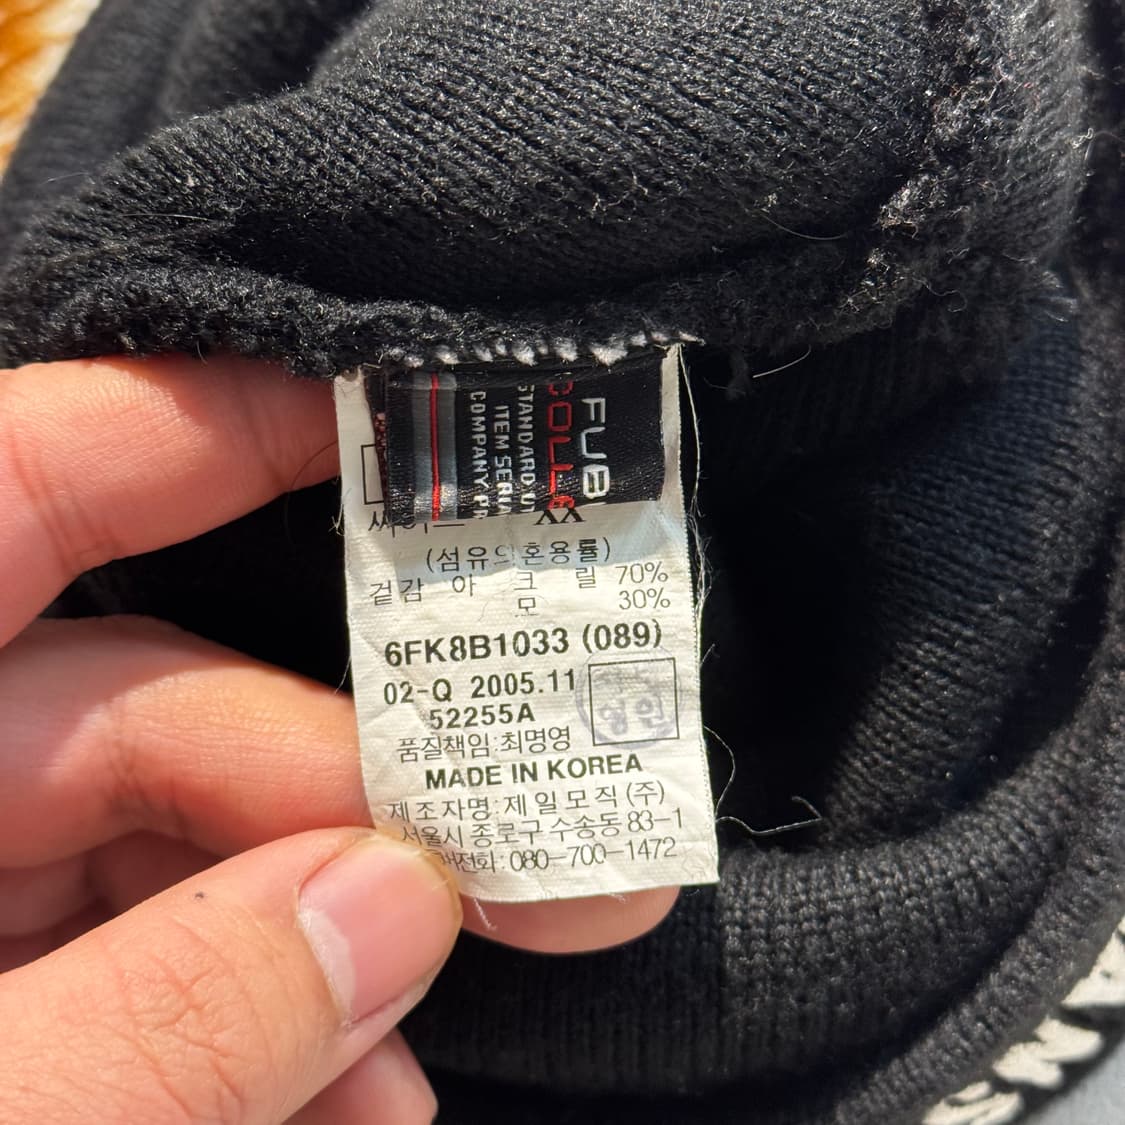 FUB
COLL
STANDARD
ITEM
COMPANY
(섬유의혼용률)
겉감 아 크 릴 70%
모 30%
6FK8B1033 (089)
02-Q 2005.11
52255A
품질책임:최명영
MADE IN KOREA
제조자명:제일모직(주)
서울시 종로구 수송동 83-1
080-700-1472